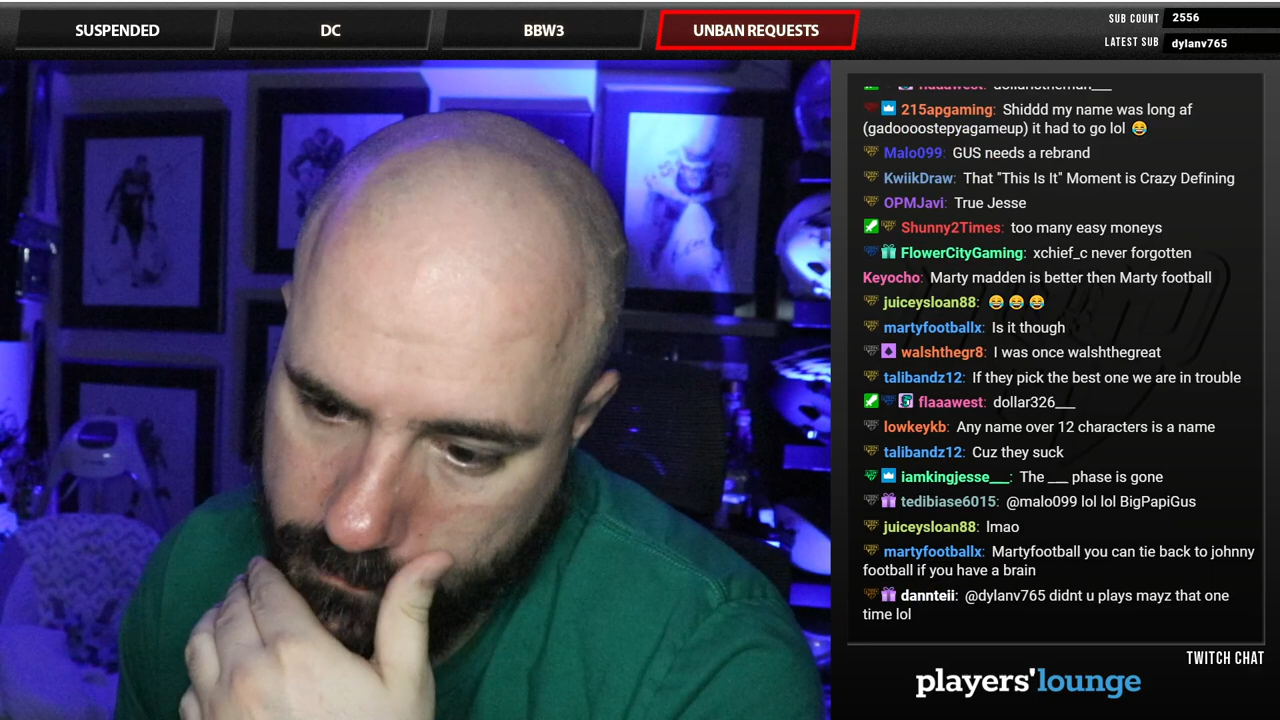 SUSPENDED
DC
BBW3
UNBAN REQUESTS
SUB COUNT 2556
LATEST SUB dylanv765
215apgaming: Shiddd my name was long af
(gadoooostepyagameup) it had to go lol 😂
Malo099: GUS needs a rebrand
KwiikDraw: That "This Is It" Moment is Crazy Defining
OPMJavi: True Jesse
Shunny2Times: too many easy moneys
FlowerCityGaming: xchief_c never forgotten
Keyocho: Marty madden is better then Marty football
juiceysloan88: 😂 😂 😂
martyfootballx: Is it though
walshthegr8: I was once walshthegreat
talibandz12: If they pick the best one we are in trouble
flaaawest: dollar326___
lowkeykb: Any name over 12 characters is a name
talibandz12: Cuz they suck
iamkingjesse___: The ___ phase is gone
tedibiase6015: @malo099 lol lol BigPapiGus
juiceysloan88: lmao
martyfootballx: Martyfootball you can tie back to johnny
football if you have a brain
dannteii: @dylanv765 didnt u plays mayz that one
time lol
TWITCH CHAT
players'lounge